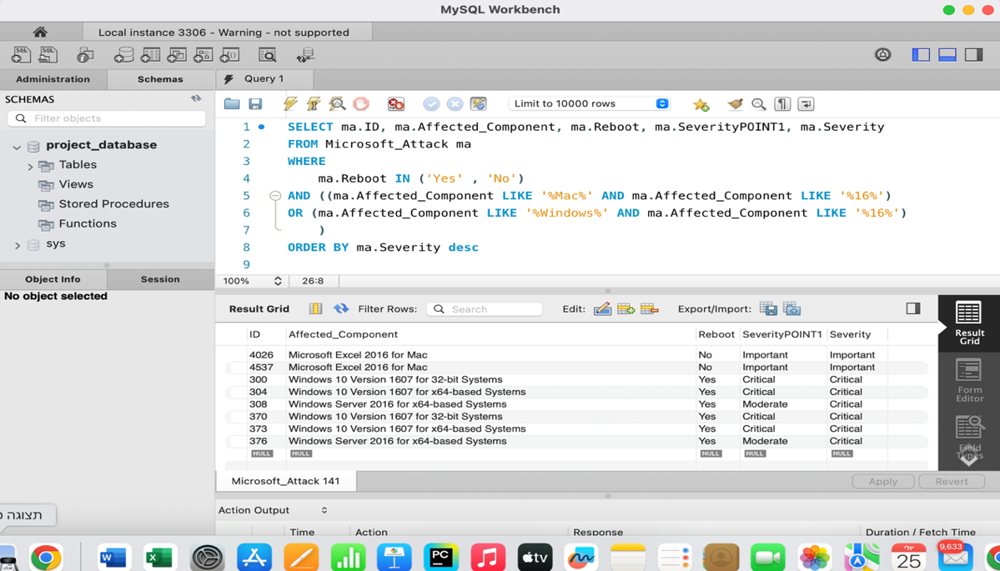 MySQL Workbench
Local instance 3306 - Warning - not supported
Administration Schemas Query 1
SCHEMAS
Filter objects
project_database
Tables
Views
Stored Procedures
Functions
sys
Object Info Session
No object selected
Limit to 10000 rows
1 SELECT ma.ID, ma.Affected_Component, ma.Reboot, ma.SeverityPOINT1, ma.Severity
2 FROM Microsoft_Attack ma
3 WHERE
4 ma.Reboot IN ('Yes' , 'No')
5 AND ((ma.Affected_Component LIKE '%Mac%' AND ma.Affected_Component LIKE '%16%')
6 OR (ma.Affected_Component LIKE '%Windows%' AND ma.Affected_Component LIKE '%16%')
7 )
8 ORDER BY ma.Severity desc
9
100% 26:8
Result Grid Filter Rows: Search Edit: Export/Import:
ID Affected_Component Reboot SeverityPOINT1 Severity
4026 Microsoft Excel 2016 for Mac No Important Important
4537 Microsoft Excel 2016 for Mac No Important Important
300 Windows 10 Version 1607 for 32-bit Systems Yes Critical Critical
304 Windows 10 Version 1607 for x64-based Systems Yes Critical Critical
308 Windows Server 2016 for x64-based Systems Yes Moderate Critical
370 Windows 10 Version 1607 for 32-bit Systems Yes Critical Critical
373 Windows 10 Version 1607 for x64-based Systems Yes Critical Critical
376 Windows Server 2016 for x64-based Systems Yes Moderate Critical
NULL NULL NULL NULL NULL
Result
Grid
Form
Editor
Field
Types
Microsoft_Attack 141 Apply Revert
Action Output
Time Action Response Duration / Fetch Time
תצוגה
SQL SQL
W X PC tv 25 9,633